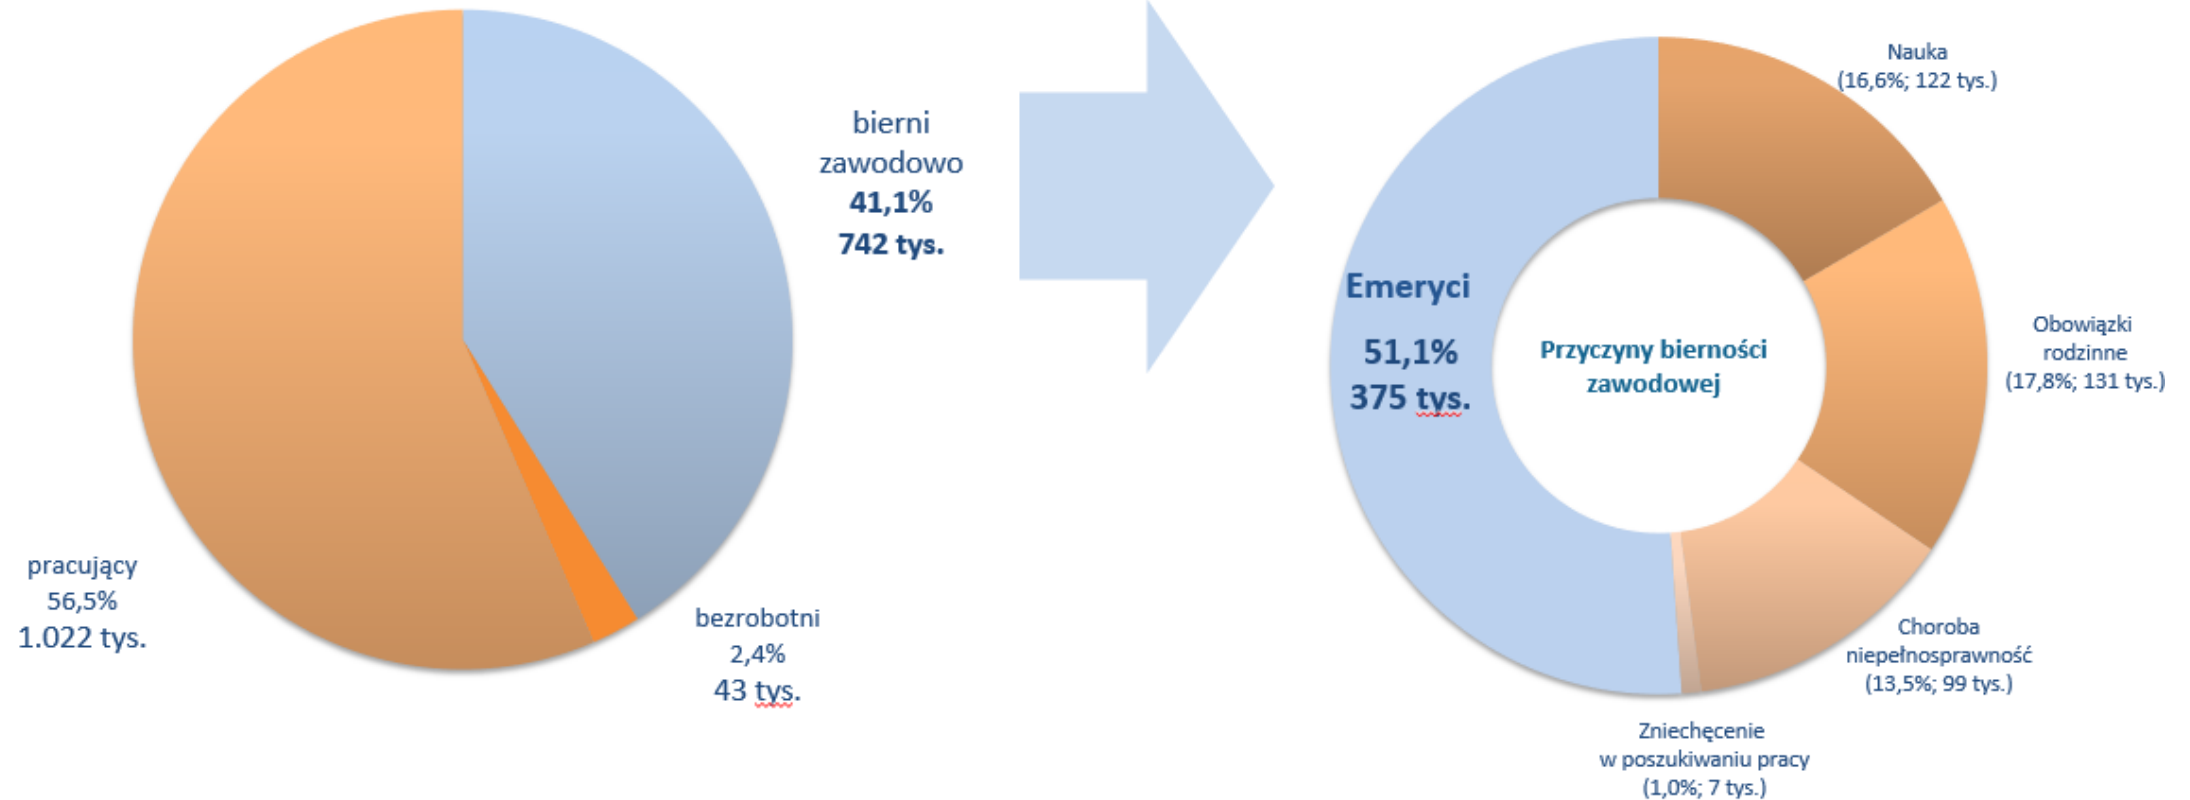 bierni
zawodowo
41,1%
742 tys.
pracujący
56,5%
1.022 tys.
bezrobotni
2,4%
43 tys.
Nauka
(16,6%; 122 tys.)
Obowiązki
rodzinne
(17,8%; 131 tys.)
Choroba
niepełnosprawność
(13,5%; 99 tys.)
Zniechęcenie
w poszukiwaniu pracy
(1,0%; 7 tys.)
Emeryci
51,1%
375 tys.
Przyczyny bierności
zawodowej